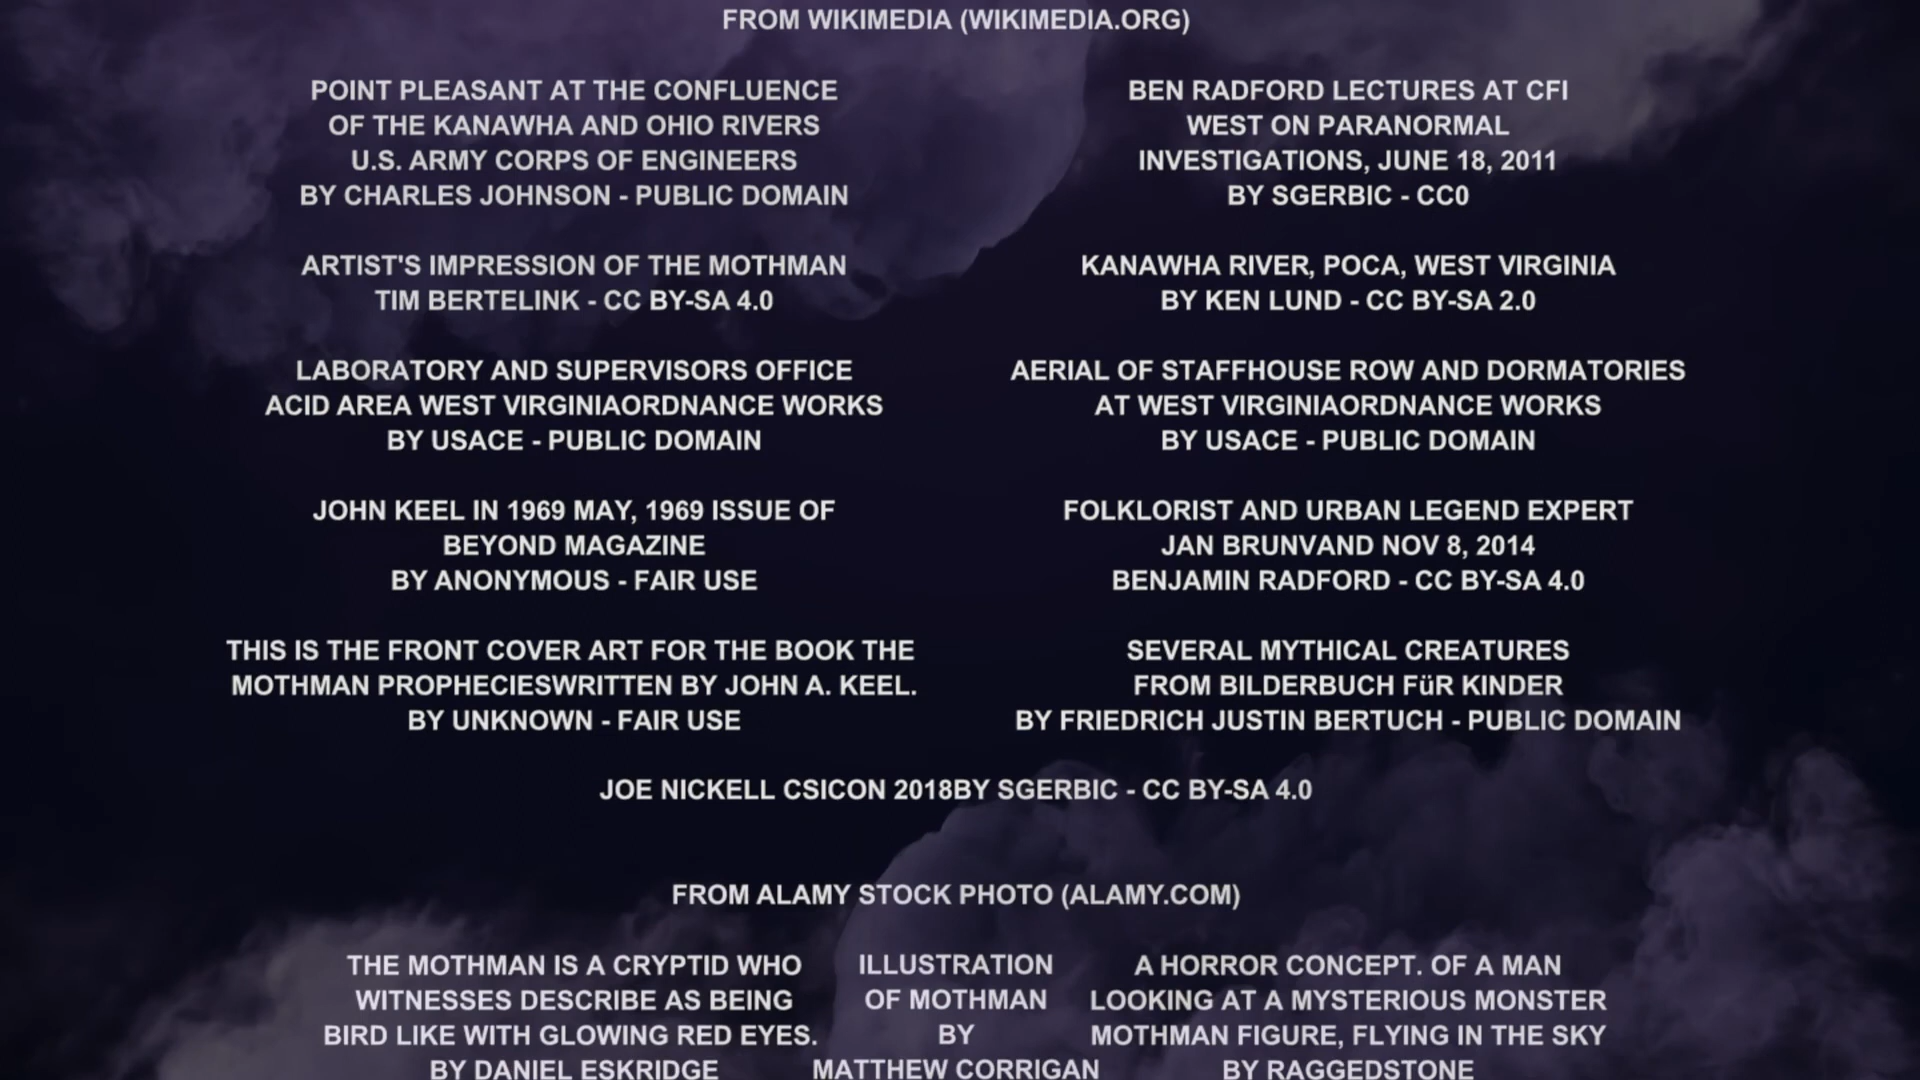 FROM WIKIMEDIA (WIKIMEDIA.ORG)
POINT PLEASANT AT THE CONFLUENCE
OF THE KANAWHA AND OHIO RIVERS
U.S. ARMY CORPS OF ENGINEERS
BY CHARLES JOHNSON - PUBLIC DOMAIN
BEN RADFORD LECTURES AT CFI
WEST ON PARANORMAL
INVESTIGATIONS, JUNE 18, 2011
BY SGERBIC - CC0
ARTIST'S IMPRESSION OF THE MOTHMAN
TIM BERTELINK - CC BY-SA 4.0
KANAWHA RIVER, POCA, WEST VIRGINIA
BY KEN LUND - CC BY-SA 2.0
LABORATORY AND SUPERVISORS OFFICE
ACID AREA WEST VIRGINIAORDNANCE WORKS
BY USACE - PUBLIC DOMAIN
AERIAL OF STAFFHOUSE ROW AND DORMATORIES
AT WEST VIRGINIAORDNANCE WORKS
BY USACE - PUBLIC DOMAIN
JOHN KEEL IN 1969 MAY, 1969 ISSUE OF
BEYOND MAGAZINE
BY ANONYMOUS - FAIR USE
FOLKLORIST AND URBAN LEGEND EXPERT
JAN BRUNVAND NOV 8, 2014
BENJAMIN RADFORD - CC BY-SA 4.0
THIS IS THE FRONT COVER ART FOR THE BOOK THE
MOTHMAN PROPHECIESWRITTEN BY JOHN A. KEEL.
BY UNKNOWN - FAIR USE
SEVERAL MYTHICAL CREATURES
FROM BILDERBUCH FüR KINDER
BY FRIEDRICH JUSTIN BERTUCH - PUBLIC DOMAIN
JOE NICKELL CSICON 2018BY SGERBIC - CC BY-SA 4.0
FROM ALAMY STOCK PHOTO (ALAMY.COM)
THE MOTHMAN IS A CRYPTID WHO
WITNESSES DESCRIBE AS BEING
BIRD LIKE WITH GLOWING RED EYES.
BY DANIEL ESKRIDGE
ILLUSTRATION
OF MOTHMAN
BY
MATTHEW CORRIGAN
A HORROR CONCEPT. OF A MAN
LOOKING AT A MYSTERIOUS MONSTER
MOTHMAN FIGURE, FLYING IN THE SKY
BY RAGGEDSTONE